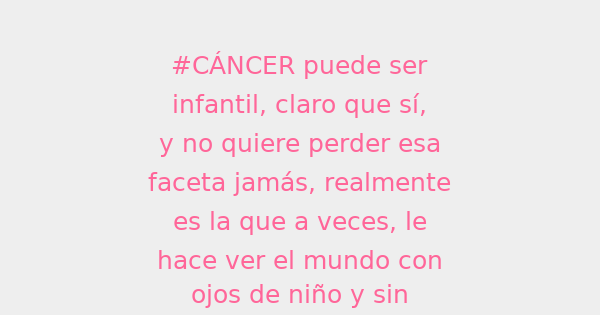 #CÁNCER puede ser
infantil, claro que sí,
y no quiere perder esa
faceta jamás, realmente
es la que a veces, le
hace ver el mundo con
ojos de niño y sin